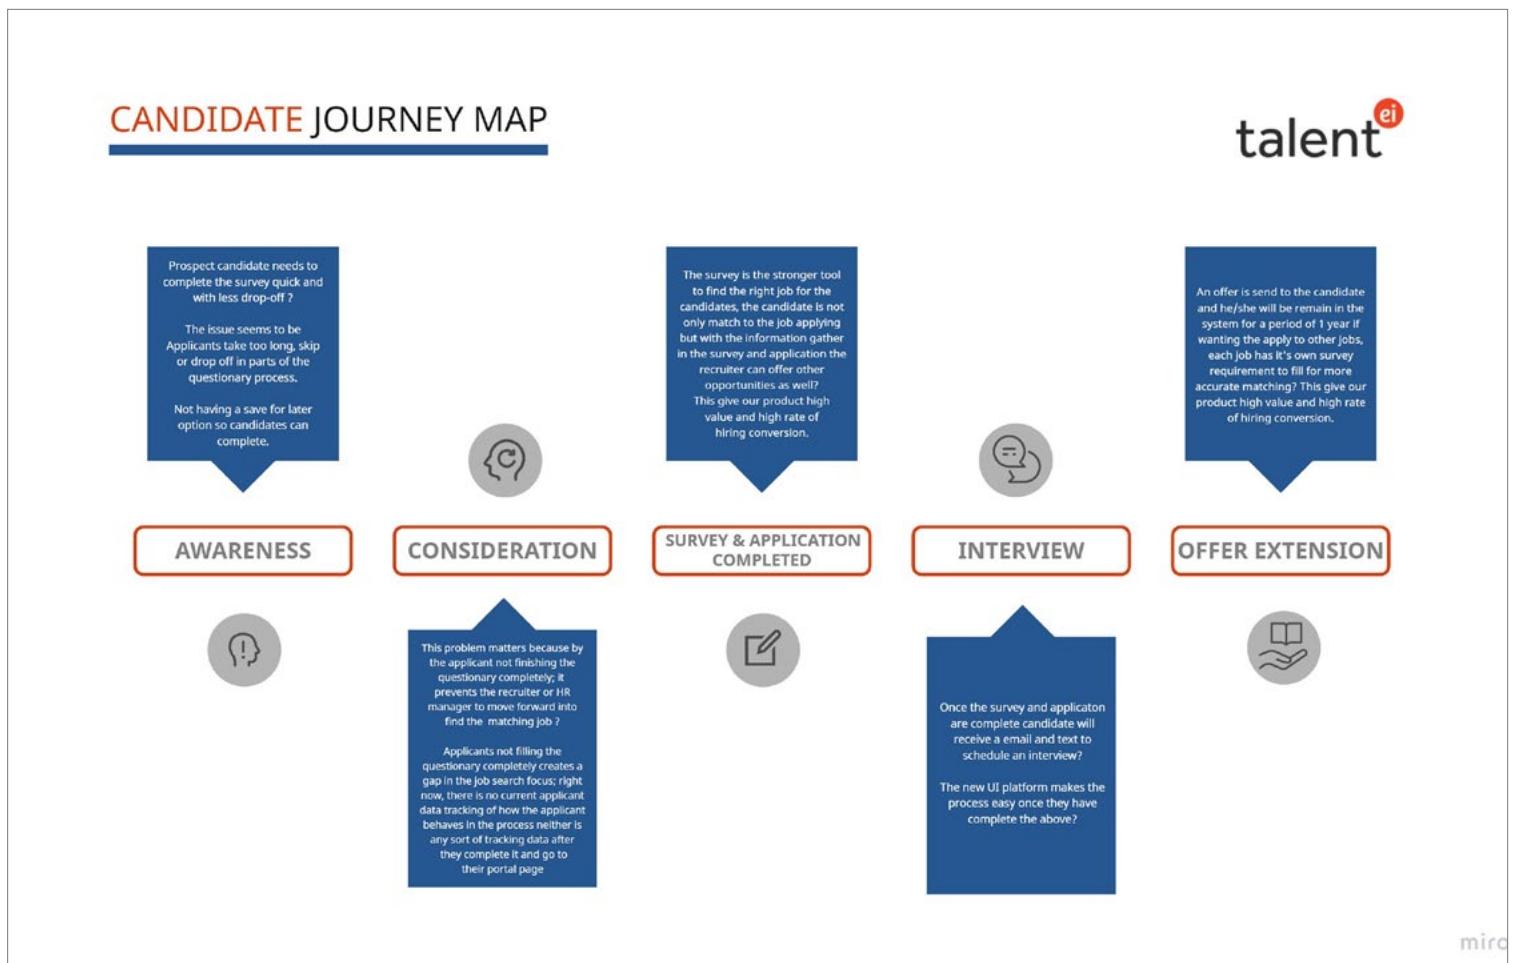 CANDIDATE JOURNEY MAP
talent ei
Prospect candidate needs to
complete the survey quick and
with less drop-off ?
The issue seems to be
Applicants take too long, skip
or drop off in parts of the
questionary process.
Not having a save for later
option so candidates can
complete.
The survey is the stronger tool
to find the right job for the
candidates, the candidate is not
only match to the job applying
but with the information gather
in the survey and application the
recruiter can offer other
opportunities as well?
This give our product high
value and high rate of
hiring conversion.
An offer is send to the candidate
and he/she will be remain in the
system for a period of 1 year if
wanting the apply to other jobs,
each job has it's own survey
requirement to fill for more
accurate matching? This give our
product high value and high rate
of hiring conversion.
AWARENESS
CONSIDERATION
SURVEY & APPLICATION
COMPLETED
INTERVIEW
OFFER EXTENSION
This problem matters because by
the applicant not finishing the
questionary completely; it
prevents the recruiter or HR
manager to move forward into
find the matching job ?
Applicants not filling the
questionary completely creates a
gap in the job search focus; right
now, there is no current applicant
data tracking of how the applicant
behaves in the process neither is
any sort of tracking data after
they complete it and go to
their portal page
Once the survey and applicaton
are complete candidate will
receive a email and text to
schedule an interview?
The new UI platform makes the
process easy once they have
complete the above?
miro